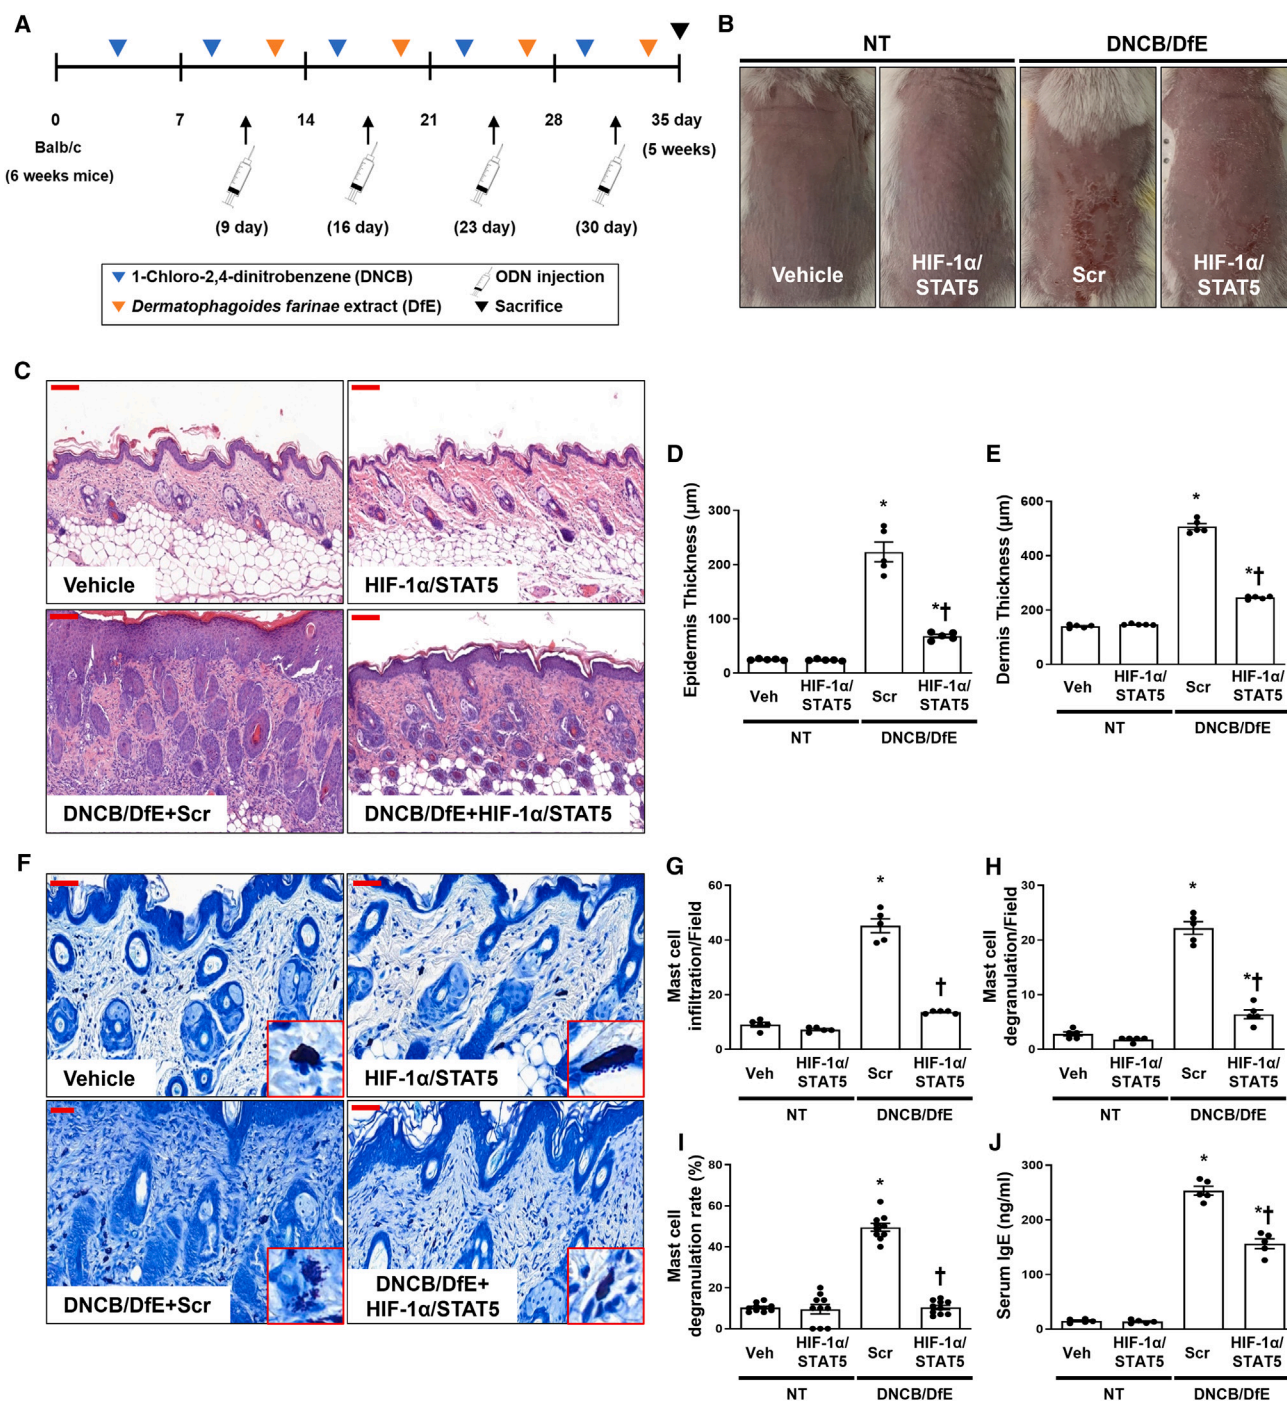 A
0
7
14
21
28
35 day
Balb/c
(6 weeks mice)
(5 weeks)
(9 day)
(16 day)
(23 day)
(30 day)
1-Chloro-2,4-dinitrobenzene (DNCB)
ODN injection
Dermatophagoides farinae extract (DfE)
Sacrifice
B
NT
DNCB/DfE
Vehicle
HIF-1α/
STAT5
Scr
HIF-1α/
STAT5
C
Vehicle
HIF-1α/STAT5
DNCB/DfE+Scr
DNCB/DfE+HIF-1α/STAT5
D
Epidermis Thickness (μm)
300
200
100
0
*
*†
Veh
HIF-1α/
STAT5
Scr
HIF-1α/
STAT5
NT
DNCB/DfE
E
Dermis Thickness (μm)
600
400
200
0
*
*†
Veh
HIF-1α/
STAT5
Scr
HIF-1α/
STAT5
NT
DNCB/DfE
F
Vehicle
HIF-1α/STAT5
DNCB/DfE+Scr
DNCB/DfE+
HIF-1α/STAT5
G
Mast cell
infiltration/Field
60
40
20
0
*
†
Veh
HIF-1α/
STAT5
Scr
HIF-1α/
STAT5
NT
DNCB/DfE
H
Mast cell
degranulation/Field
30
20
10
0
*
*†
Veh
HIF-1α/
STAT5
Scr
HIF-1α/
STAT5
NT
DNCB/DfE
I
Mast cell
degranulation rate (%)
80
60
40
20
0
*
†
Veh
HIF-1α/
STAT5
Scr
HIF-1α/
STAT5
NT
DNCB/DfE
J
Serum IgE (ng/ml)
300
200
100
0
*
*†
Veh
HIF-1α/
STAT5
Scr
HIF-1α/
STAT5
NT
DNCB/DfE